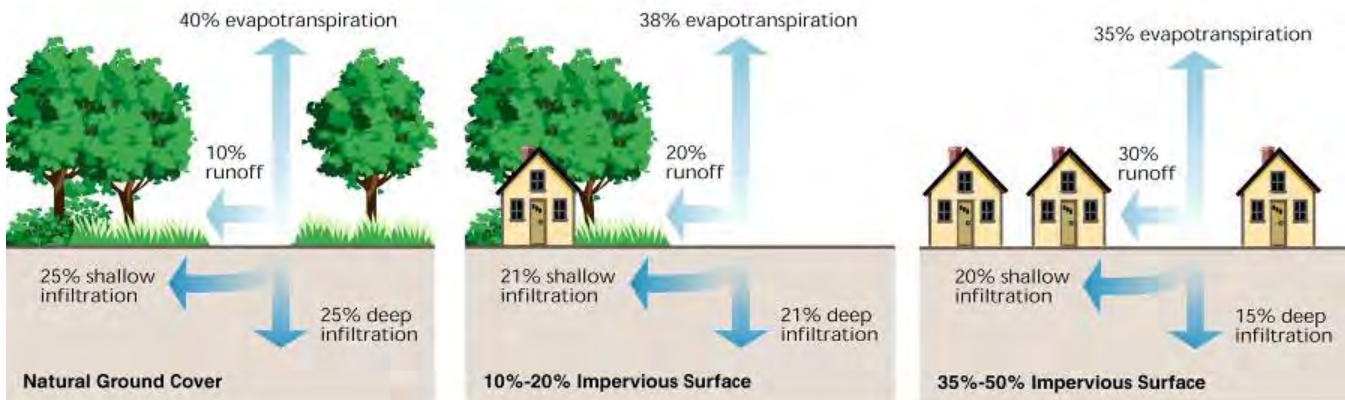 40% evapotranspiration
10%
runoff
25% shallow
infiltration
25% deep
infiltration
Natural Ground Cover
38% evapotranspiration
20%
runoff
21% shallow
infiltration
21% deep
infiltration
10%-20% Impervious Surface
35% evapotranspiration
30%
runoff
20% shallow
infiltration
15% deep
infiltration
35%-50% Impervious Surface